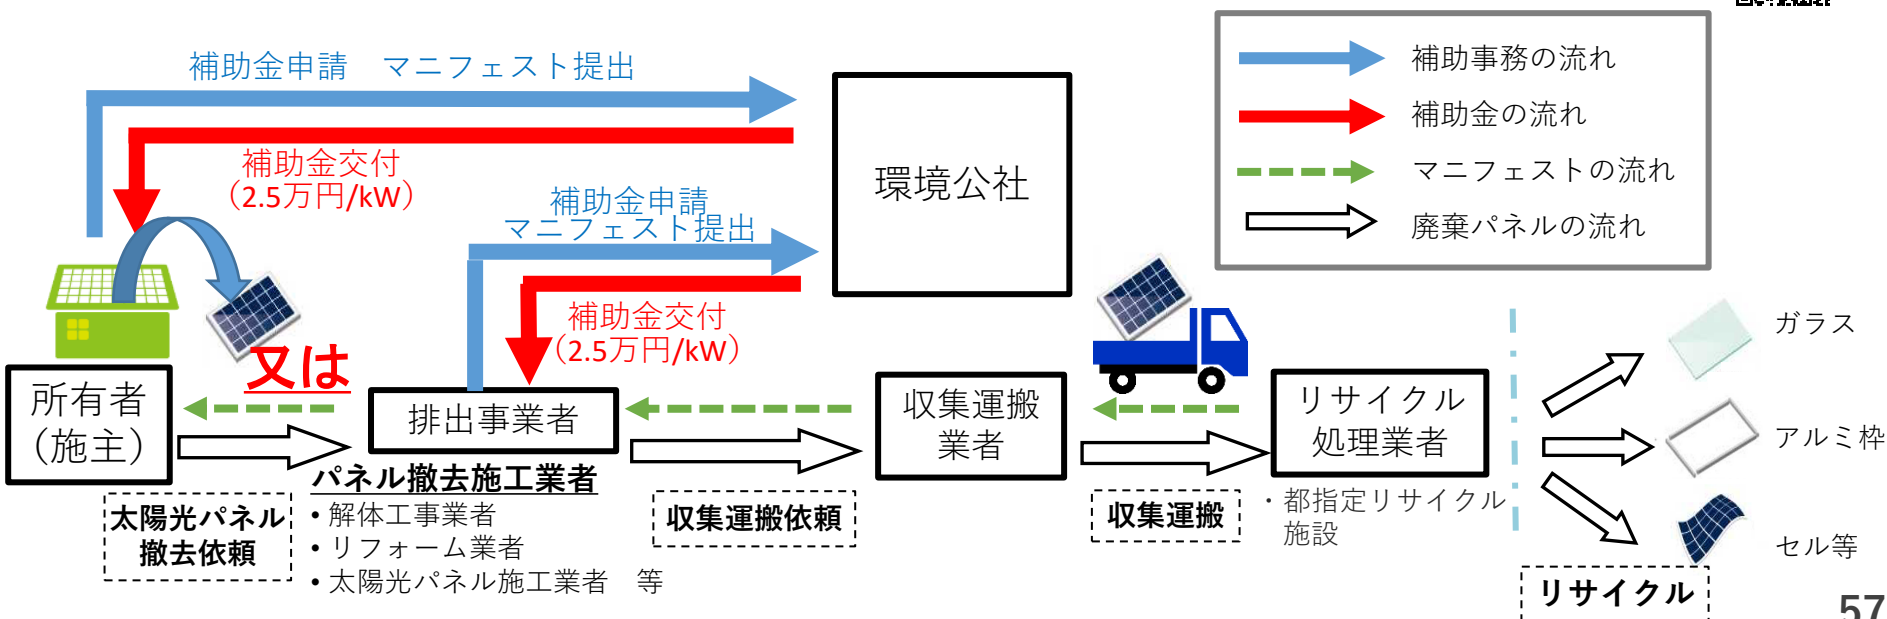 補助金申請　マニフェスト提出
補助金交付
（2.5万円/kW）
補助金申請
マニフェスト提出
補助金交付
（2.5万円/kW）
環境公社
補助事務の流れ
補助金の流れ
マニフェストの流れ
廃棄パネルの流れ
又は
所有者
（施主）
排出事業者
収集運搬
業者
リサイクル
処理業者
太陽光パネル
撤去依頼
パネル撤去施工業者
• 解体工事業者
• リフォーム業者
• 太陽光パネル施工業者　等
収集運搬依頼
収集運搬
・都指定リサイクル
施設
ガラス
アルミ枠
セル等
リサイクル
57